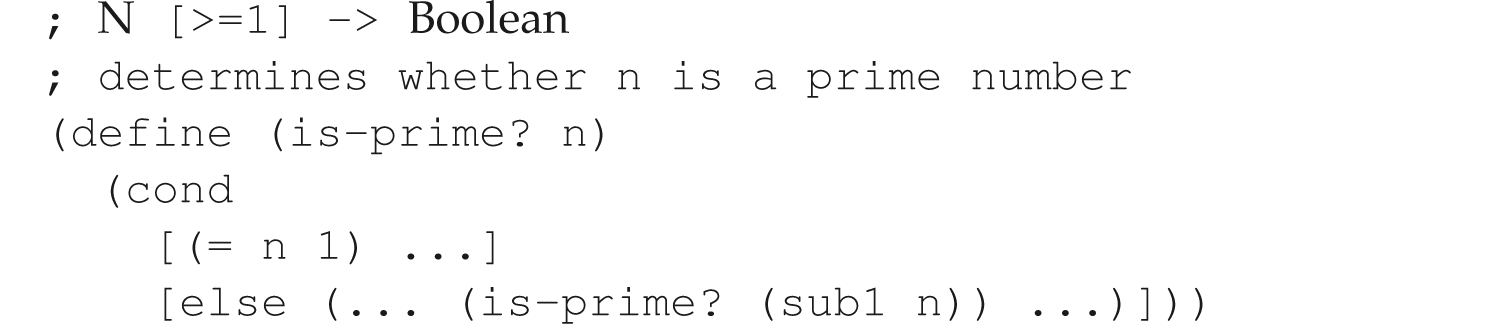 ; N [>=1] -> Boolean
; determines whether n is a prime number
(define (is-prime? n)
  (cond
    [(= n 1) ...]
    [else (... (is-prime? (sub1 n)) ...)]))